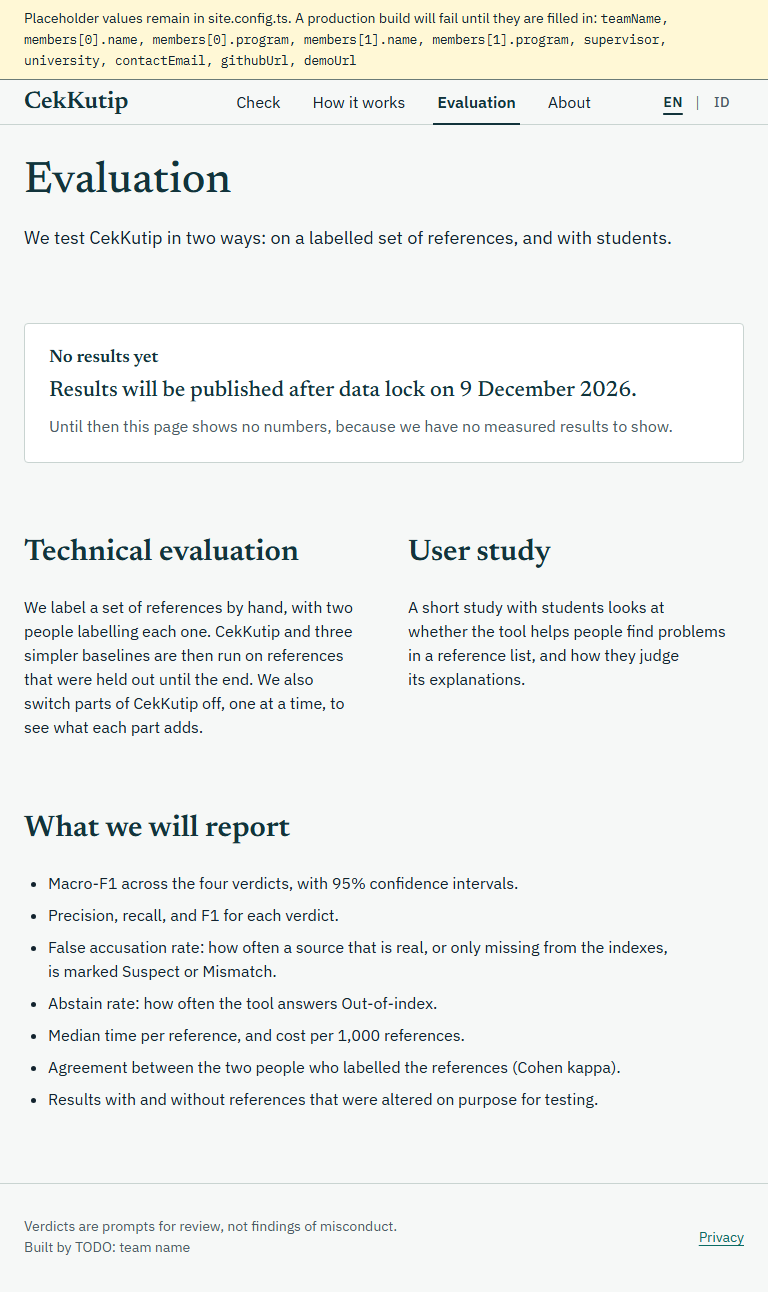 Placeholder values remain in site.config.ts. A production build will fail until they are filled in: teamName,
members[0].name, members[0].program, members[1].name, members[1].program, supervisor,
university, contactEmail, githubUrl, demoUrl
CekKutip
Check
How it works
Evaluation
About
EN | ID
Evaluation
We test CekKutip in two ways: on a labelled set of references, and with students.
No results yet
Results will be published after data lock on 9 December 2026.
Until then this page shows no numbers, because we have no measured results to show.
Technical evaluation
We label a set of references by hand, with two
people labelling each one. CekKutip and three
simpler baselines are then run on references
that were held out until the end. We also
switch parts of CekKutip off, one at a time, to
see what each part adds.
User study
A short study with students looks at
whether the tool helps people find problems
in a reference list, and how they judge
its explanations.
What we will report
• Macro-F1 across the four verdicts, with 95% confidence intervals.
• Precision, recall, and F1 for each verdict.
• False accusation rate: how often a source that is real, or only missing from the indexes,
is marked Suspect or Mismatch.
• Abstain rate: how often the tool answers Out-of-index.
• Median time per reference, and cost per 1,000 references.
• Agreement between the two people who labelled the references (Cohen kappa).
• Results with and without references that were altered on purpose for testing.
Verdicts are prompts for review, not findings of misconduct.
Built by TODO: team name
Privacy